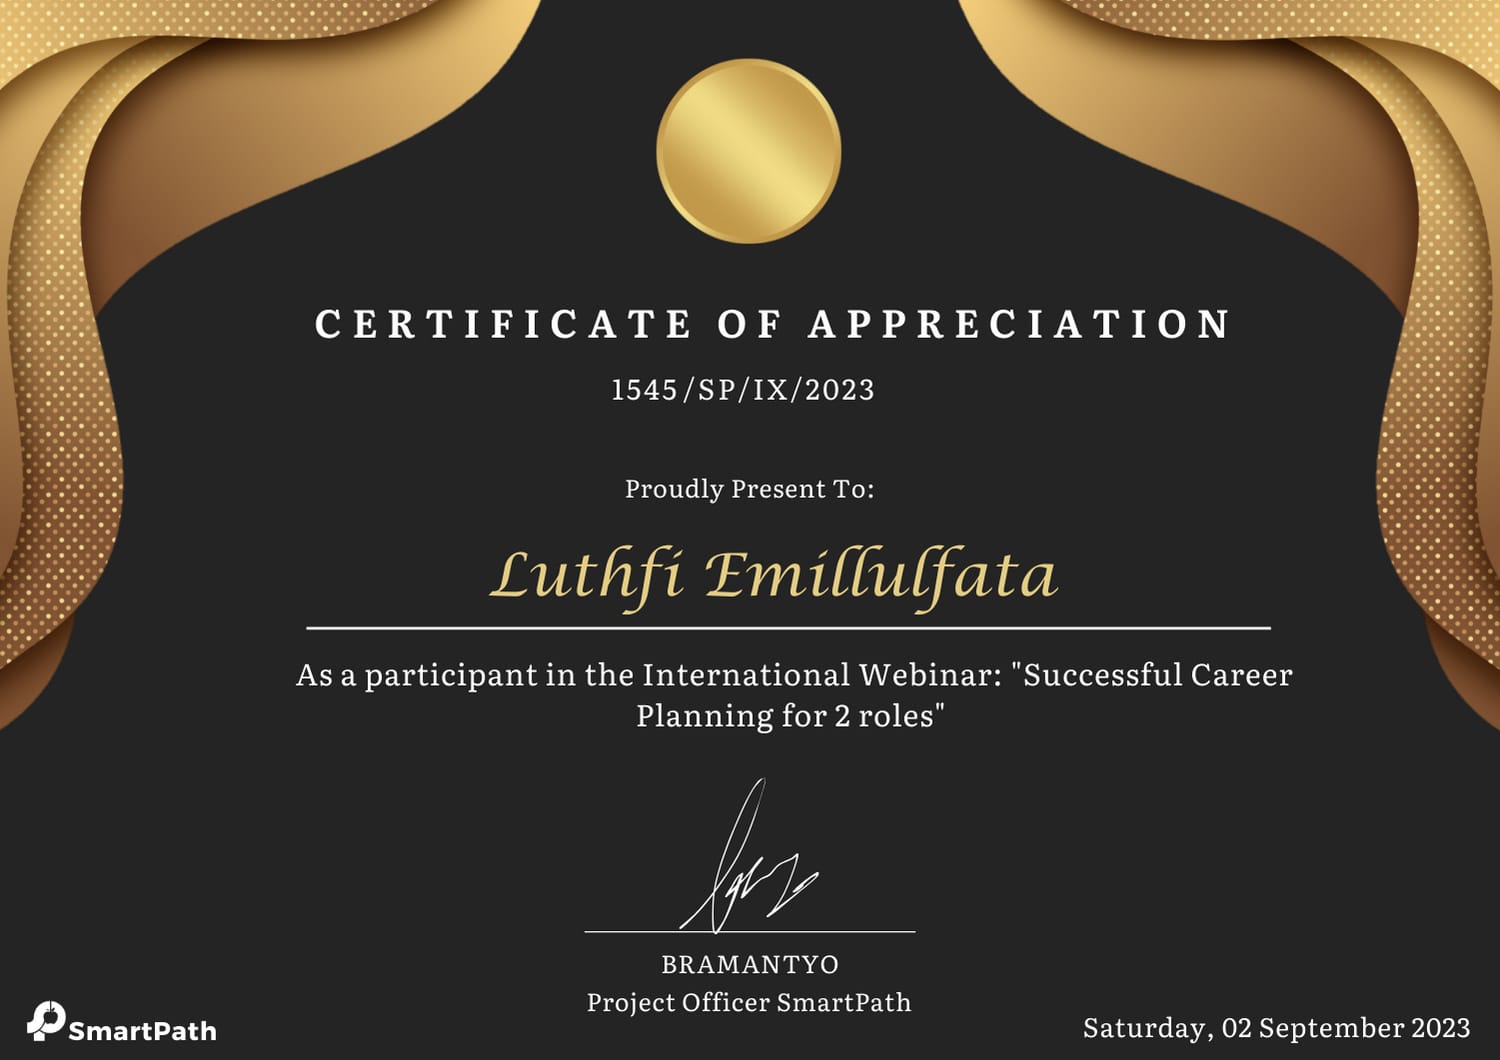 CERTIFICATE OF APPRECIATION
1545/SP/IX/2023
Proudly Present To:
Luthfi Emillulfata
As a participant in the International Webinar: "Successful Career
Planning for 2 roles"
BRAMANTYO
Project Officer SmartPath
SmartPath
Saturday, 02 September 2023